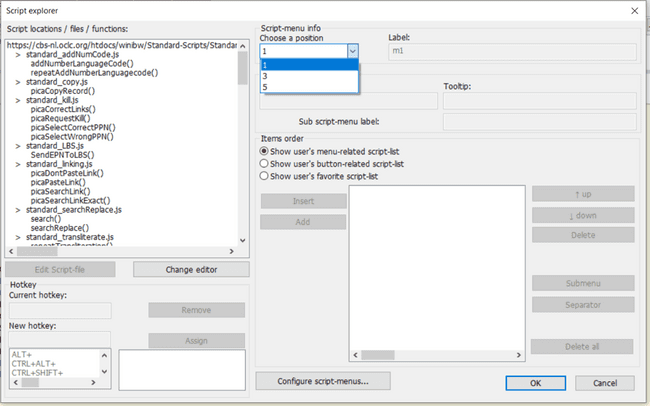 Script explorer
Script locations / files / functions:
https://cbs-nl.oclc.org/htdocs/winibw/Standard-Scripts/Standar
> standard_addNumCode.js
addNumberLanguagecode()
repeatAddNumberLanguagecode()
> standard_copy.js
picaCopyRecord()
> standard_kill.js
picaCorrectLinks()
picaRequestKill()
picaSelectCorrectPPN()
picaSelectWrongPPN()
> standard_LBS.js
SendEPNToLBS()
> standard_linking.js
picaDontPasteLink()
picaPasteLink()
picaSearchLink()
picaSearchLinkExact()
> standard_searchReplace.js
search()
searchReplace()
> standard_transliterate.js
repeatTransliteration()
Edit Script-file
Change editor
Hotkey
Current hotkey:
Remove
New hotkey:
Assign
ALT+
CTRL+ALT+
CTRL+SHIFT+
Script-menu info
Choose a position
Label:
1
m1
1
3
5
Tooltip:
Sub script-menu label:
Items order
Show user's menu-related script-list
Show user's button-related script-list
Show user's favorite script-list
Insert
Add
↑ up
↓ down
Delete
Submenu
Separator
Delete all
Configure script-menus...
OK
Cancel